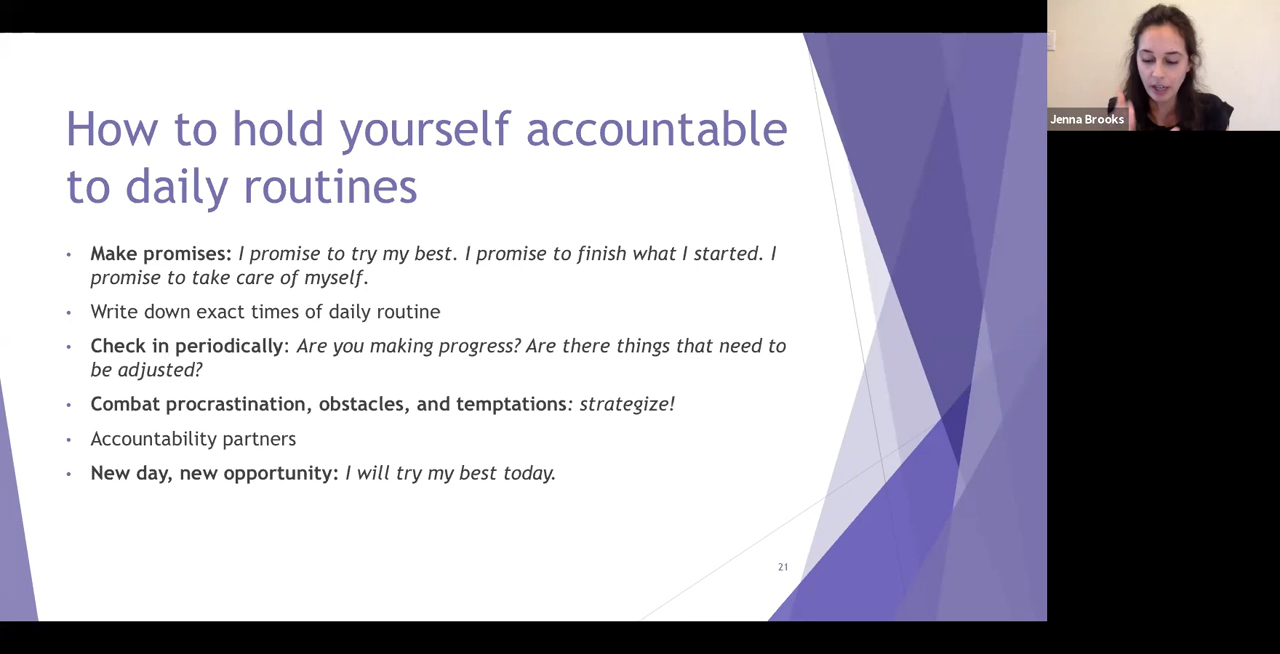 How to hold yourself accountable
to daily routines
• Make promises: I promise to try my best. I promise to finish what I started. I
promise to take care of myself.
• Write down exact times of daily routine
• Check in periodically: Are you making progress? Are there things that need to
be adjusted?
• Combat procrastination, obstacles, and temptations: strategize!
• Accountability partners
• New day, new opportunity: I will try my best today.
21
Jenna Brooks